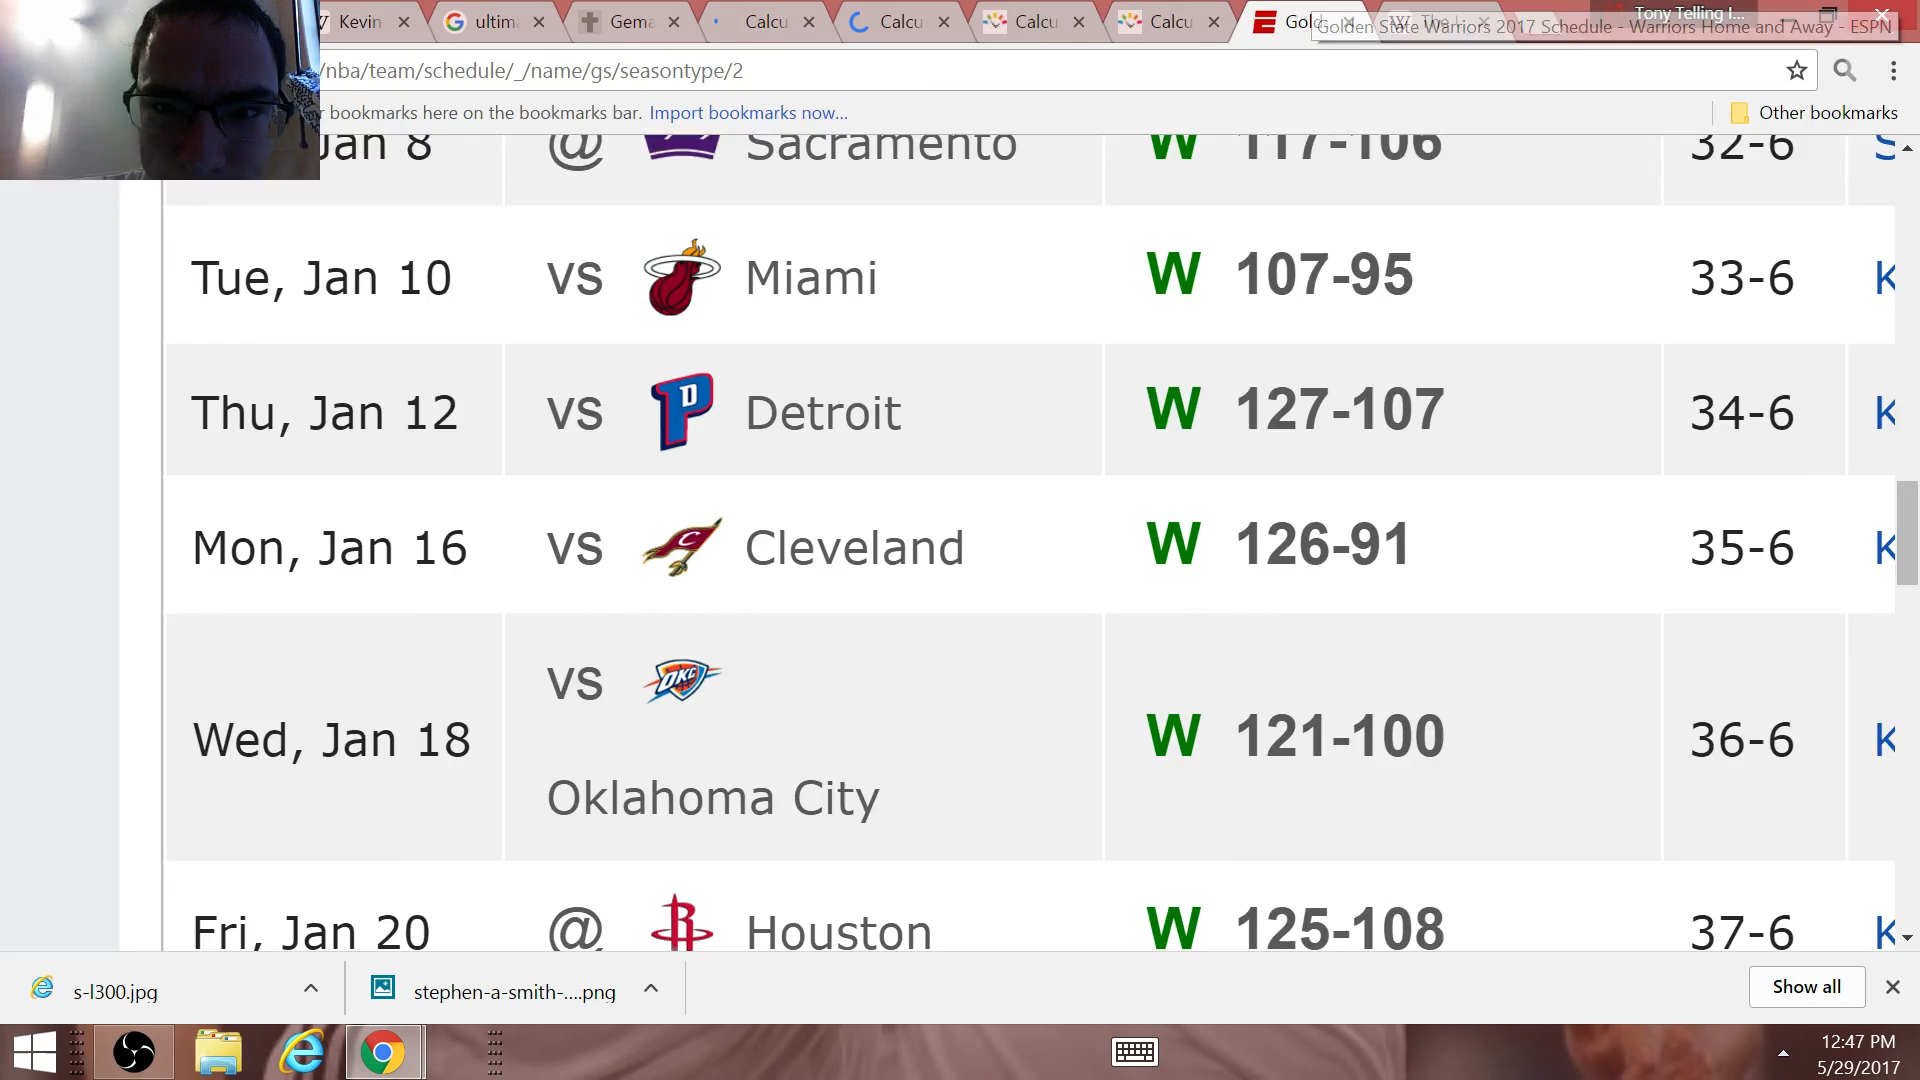 Kevin
ultim
Gema
Calcu
Calcu
Calcu
Calcu
Gold
Tony Telling I...
Golden State Warriors 2017 Schedule - Warriors Home and Away - ESPN
/nba/team/schedule/_/name/gs/seasontype/2
r bookmarks here on the bookmarks bar. Import bookmarks now...
Other bookmarks
Jan 8 @ Sacramento W 117-106 32-6 S
Tue, Jan 10 vs Miami W 107-95 33-6 K
Thu, Jan 12 vs Detroit W 127-107 34-6 K
Mon, Jan 16 vs Cleveland W 126-91 35-6 K
vs OKC
Wed, Jan 18 W 121-100 36-6 K
Oklahoma City
Fri, Jan 20 @ Houston W 125-108 37-6 K
s-l300.jpg
stephen-a-smith-....png
Show all
12:47 PM
5/29/2017